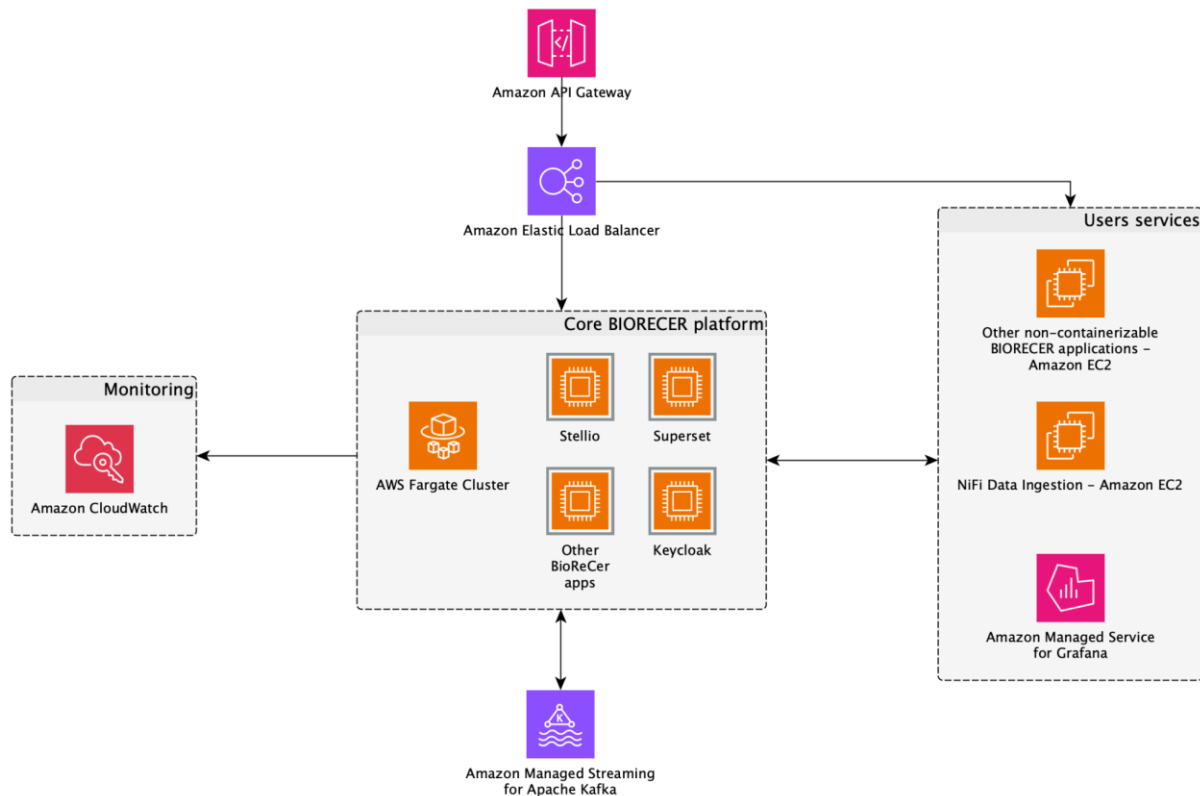 Amazon API Gateway
Amazon Elastic Load Balancer
Users services
Other non-containerizable
BIORECER applications -
Amazon EC2
NiFi Data Ingestion - Amazon EC2
Amazon Managed Service
for Grafana
Core BIORECER platform
AWS Fargate Cluster
Stellio
Superset
Other
BioReCer
apps
Keycloak
Monitoring
Amazon CloudWatch
K
Amazon Managed Streaming
for Apache Kafka